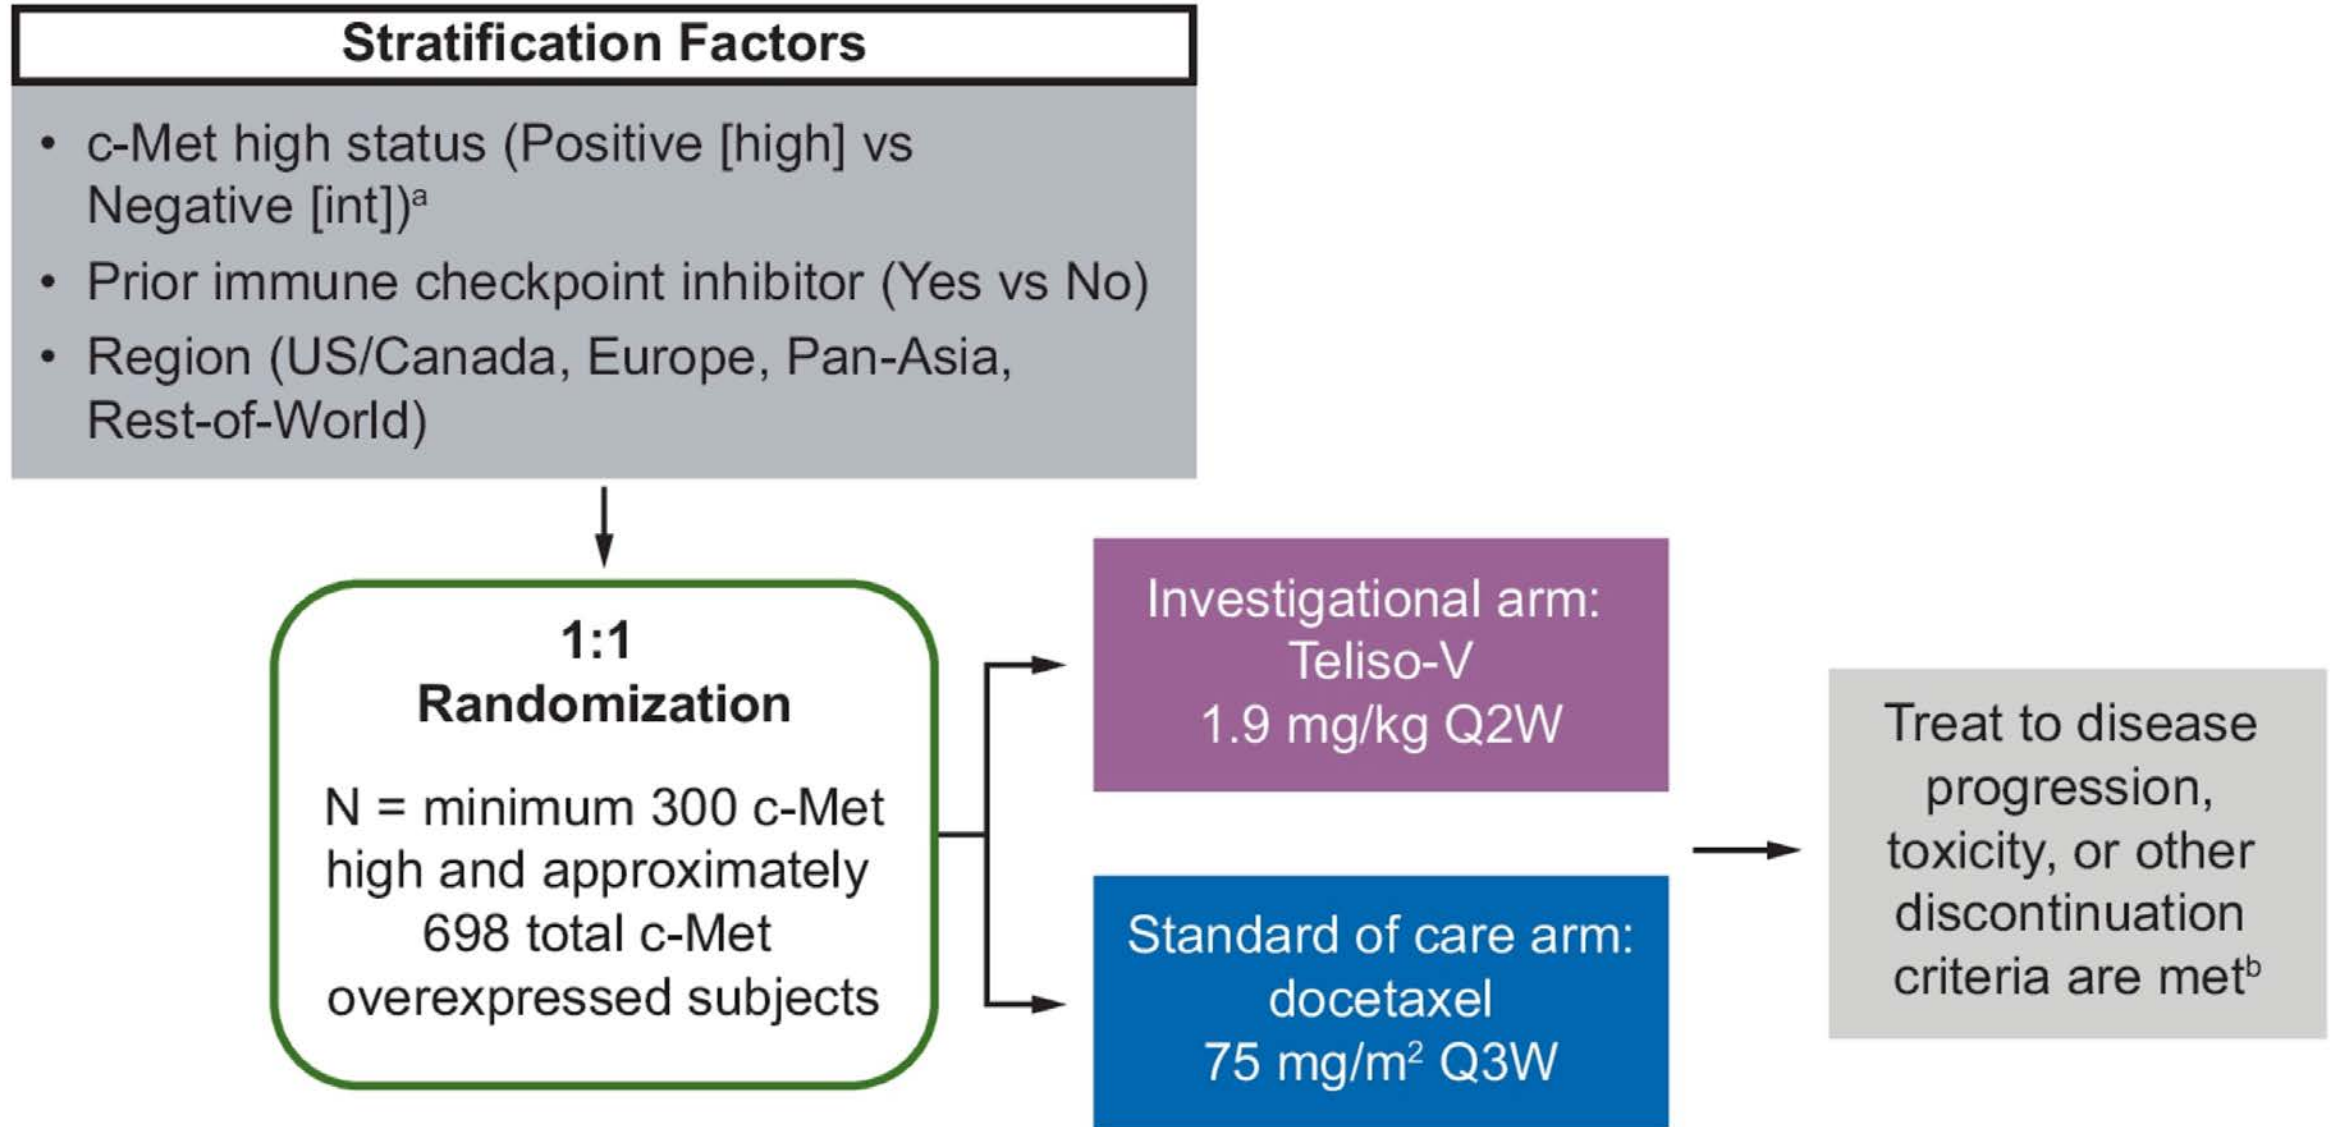 Stratification Factors
• c-Met high status (Positive [high] vs
Negative [int])ᵃ
• Prior immune checkpoint inhibitor (Yes vs No)
• Region (US/Canada, Europe, Pan-Asia,
Rest-of-World)
1:1
Randomization
N = minimum 300 c-Met
high and approximately
698 total c-Met
overexpressed subjects
Investigational arm:
Teliso-V
1.9 mg/kg Q2W
Standard of care arm:
docetaxel
75 mg/m² Q3W
Treat to disease
progression,
toxicity, or other
discontinuation
criteria are metᵇ